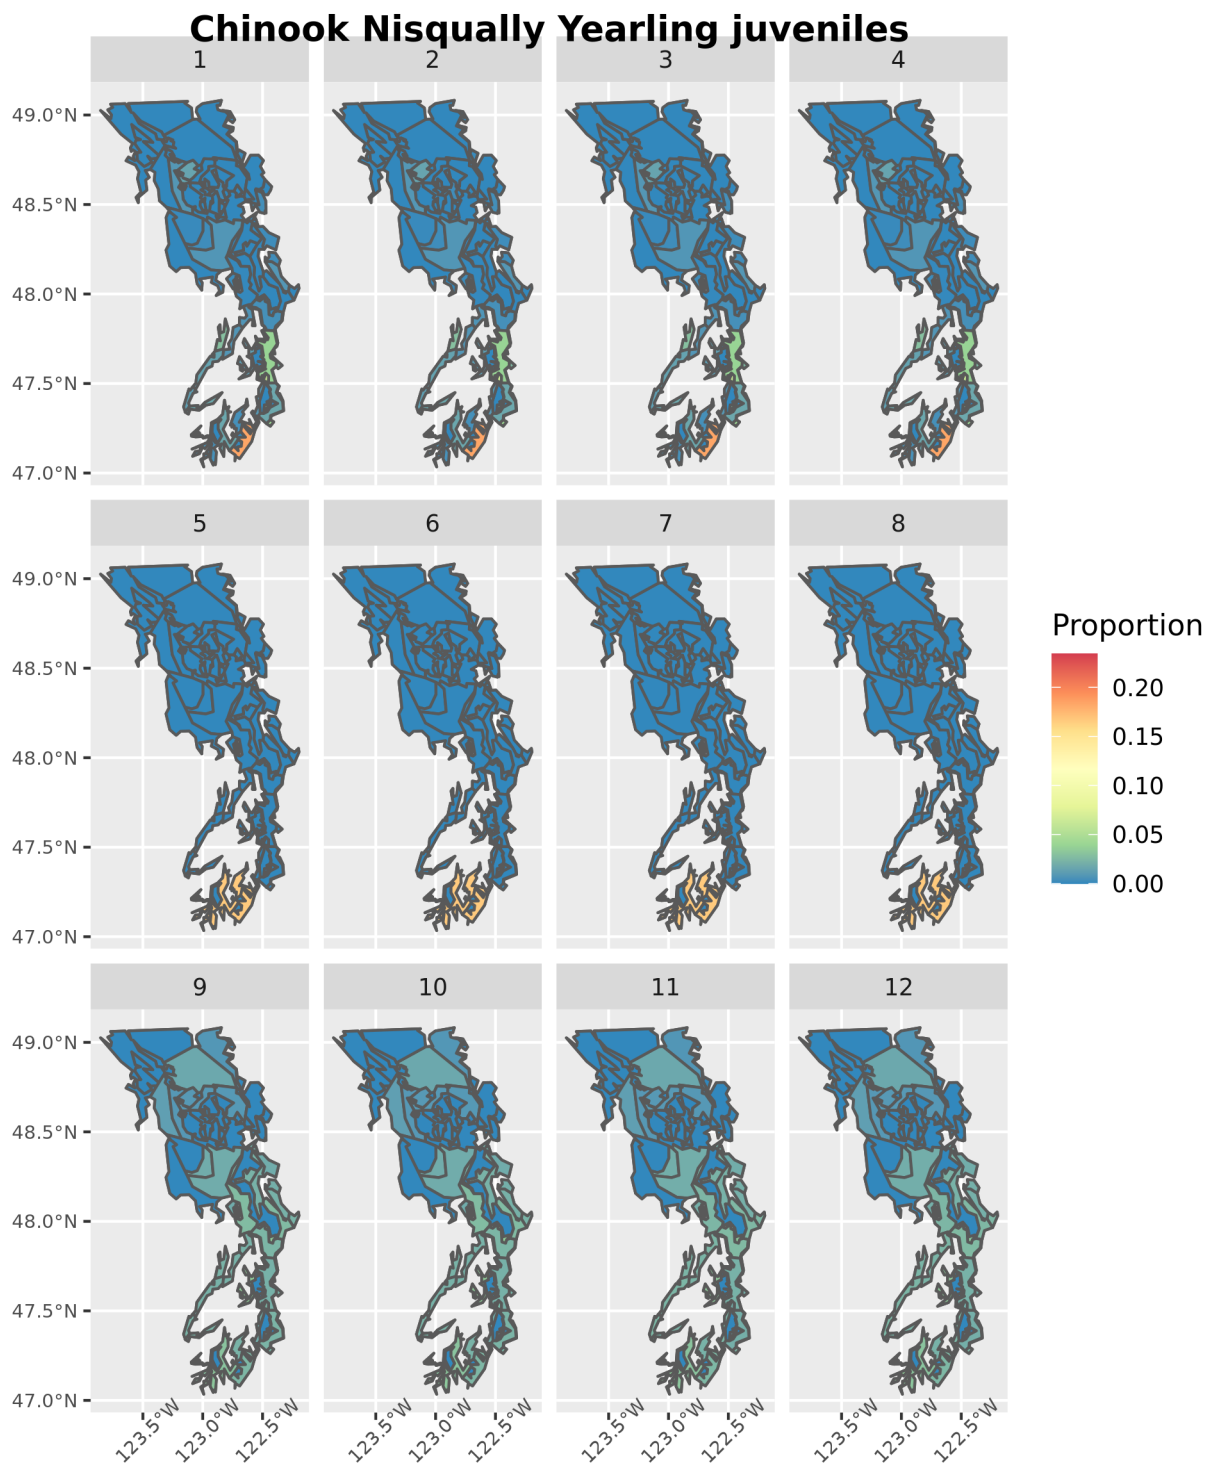 Chinook Nisqually Yearling juveniles
1 2 3 4
49.0°N
48.5°N
48.0°N
47.5°N
47.0°N
5 6 7 8
49.0°N
48.5°N
48.0°N
47.5°N
47.0°N
Proportion
0.20
0.15
0.10
0.05
0.00
9 10 11 12
49.0°N
48.5°N
48.0°N
47.5°N
47.0°N
123.5°W 123.0°W 122.5°W 123.5°W 123.0°W 122.5°W 123.5°W 123.0°W 122.5°W 123.5°W 123.0°W 122.5°W